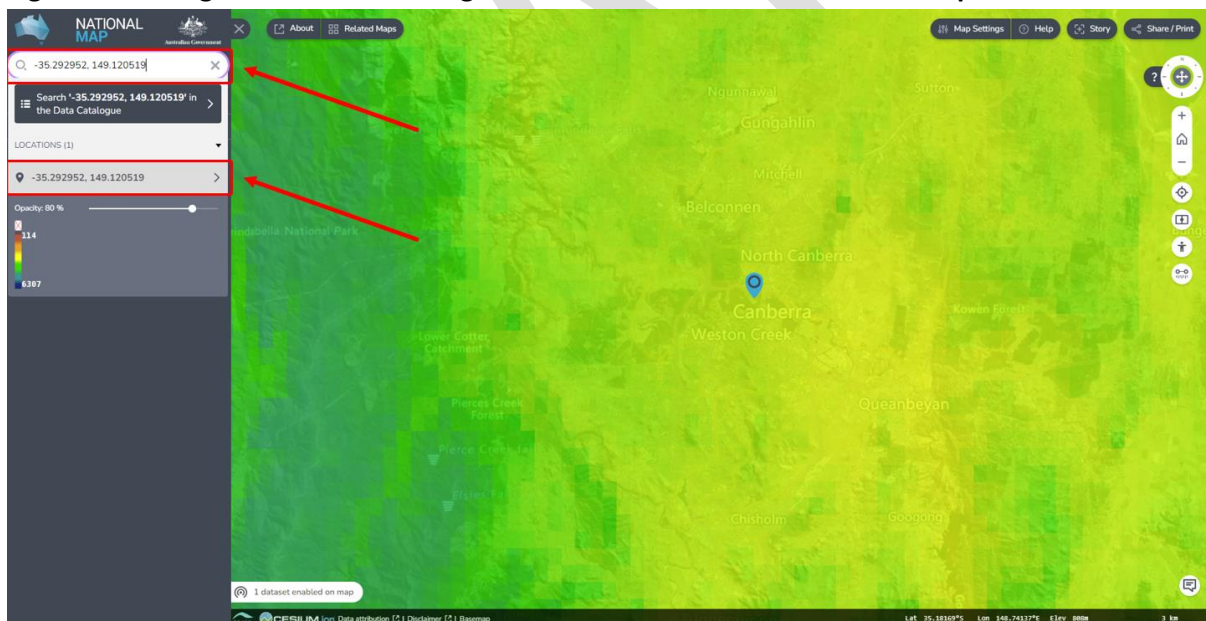 NATIONAL
MAP
Australian Government
About
Related Maps
Map Settings
Help
Story
Share / Print
-35.292952, 149.120519
Search '-35.292952, 149.120519' in
the Data Catalogue
LOCATIONS (1)
-35.292952, 149.120519
Opacity: 80 %
114
6307
Ngunnawal
Sutton
Gungahlin
Mitchell
Belconnen
North Canberra
Canberra
Weston Creek
Kowen Forest
Lower Cotter
Catchment
Pierces Creek
Forest
Queanbeyan
Chisholm
Googong
1 dataset enabled on map
CESIUM ion Data attribution | Disclaimer | Basemap
Lat 35.18169°S Lon 148.74137°E Elev 808m 3 km